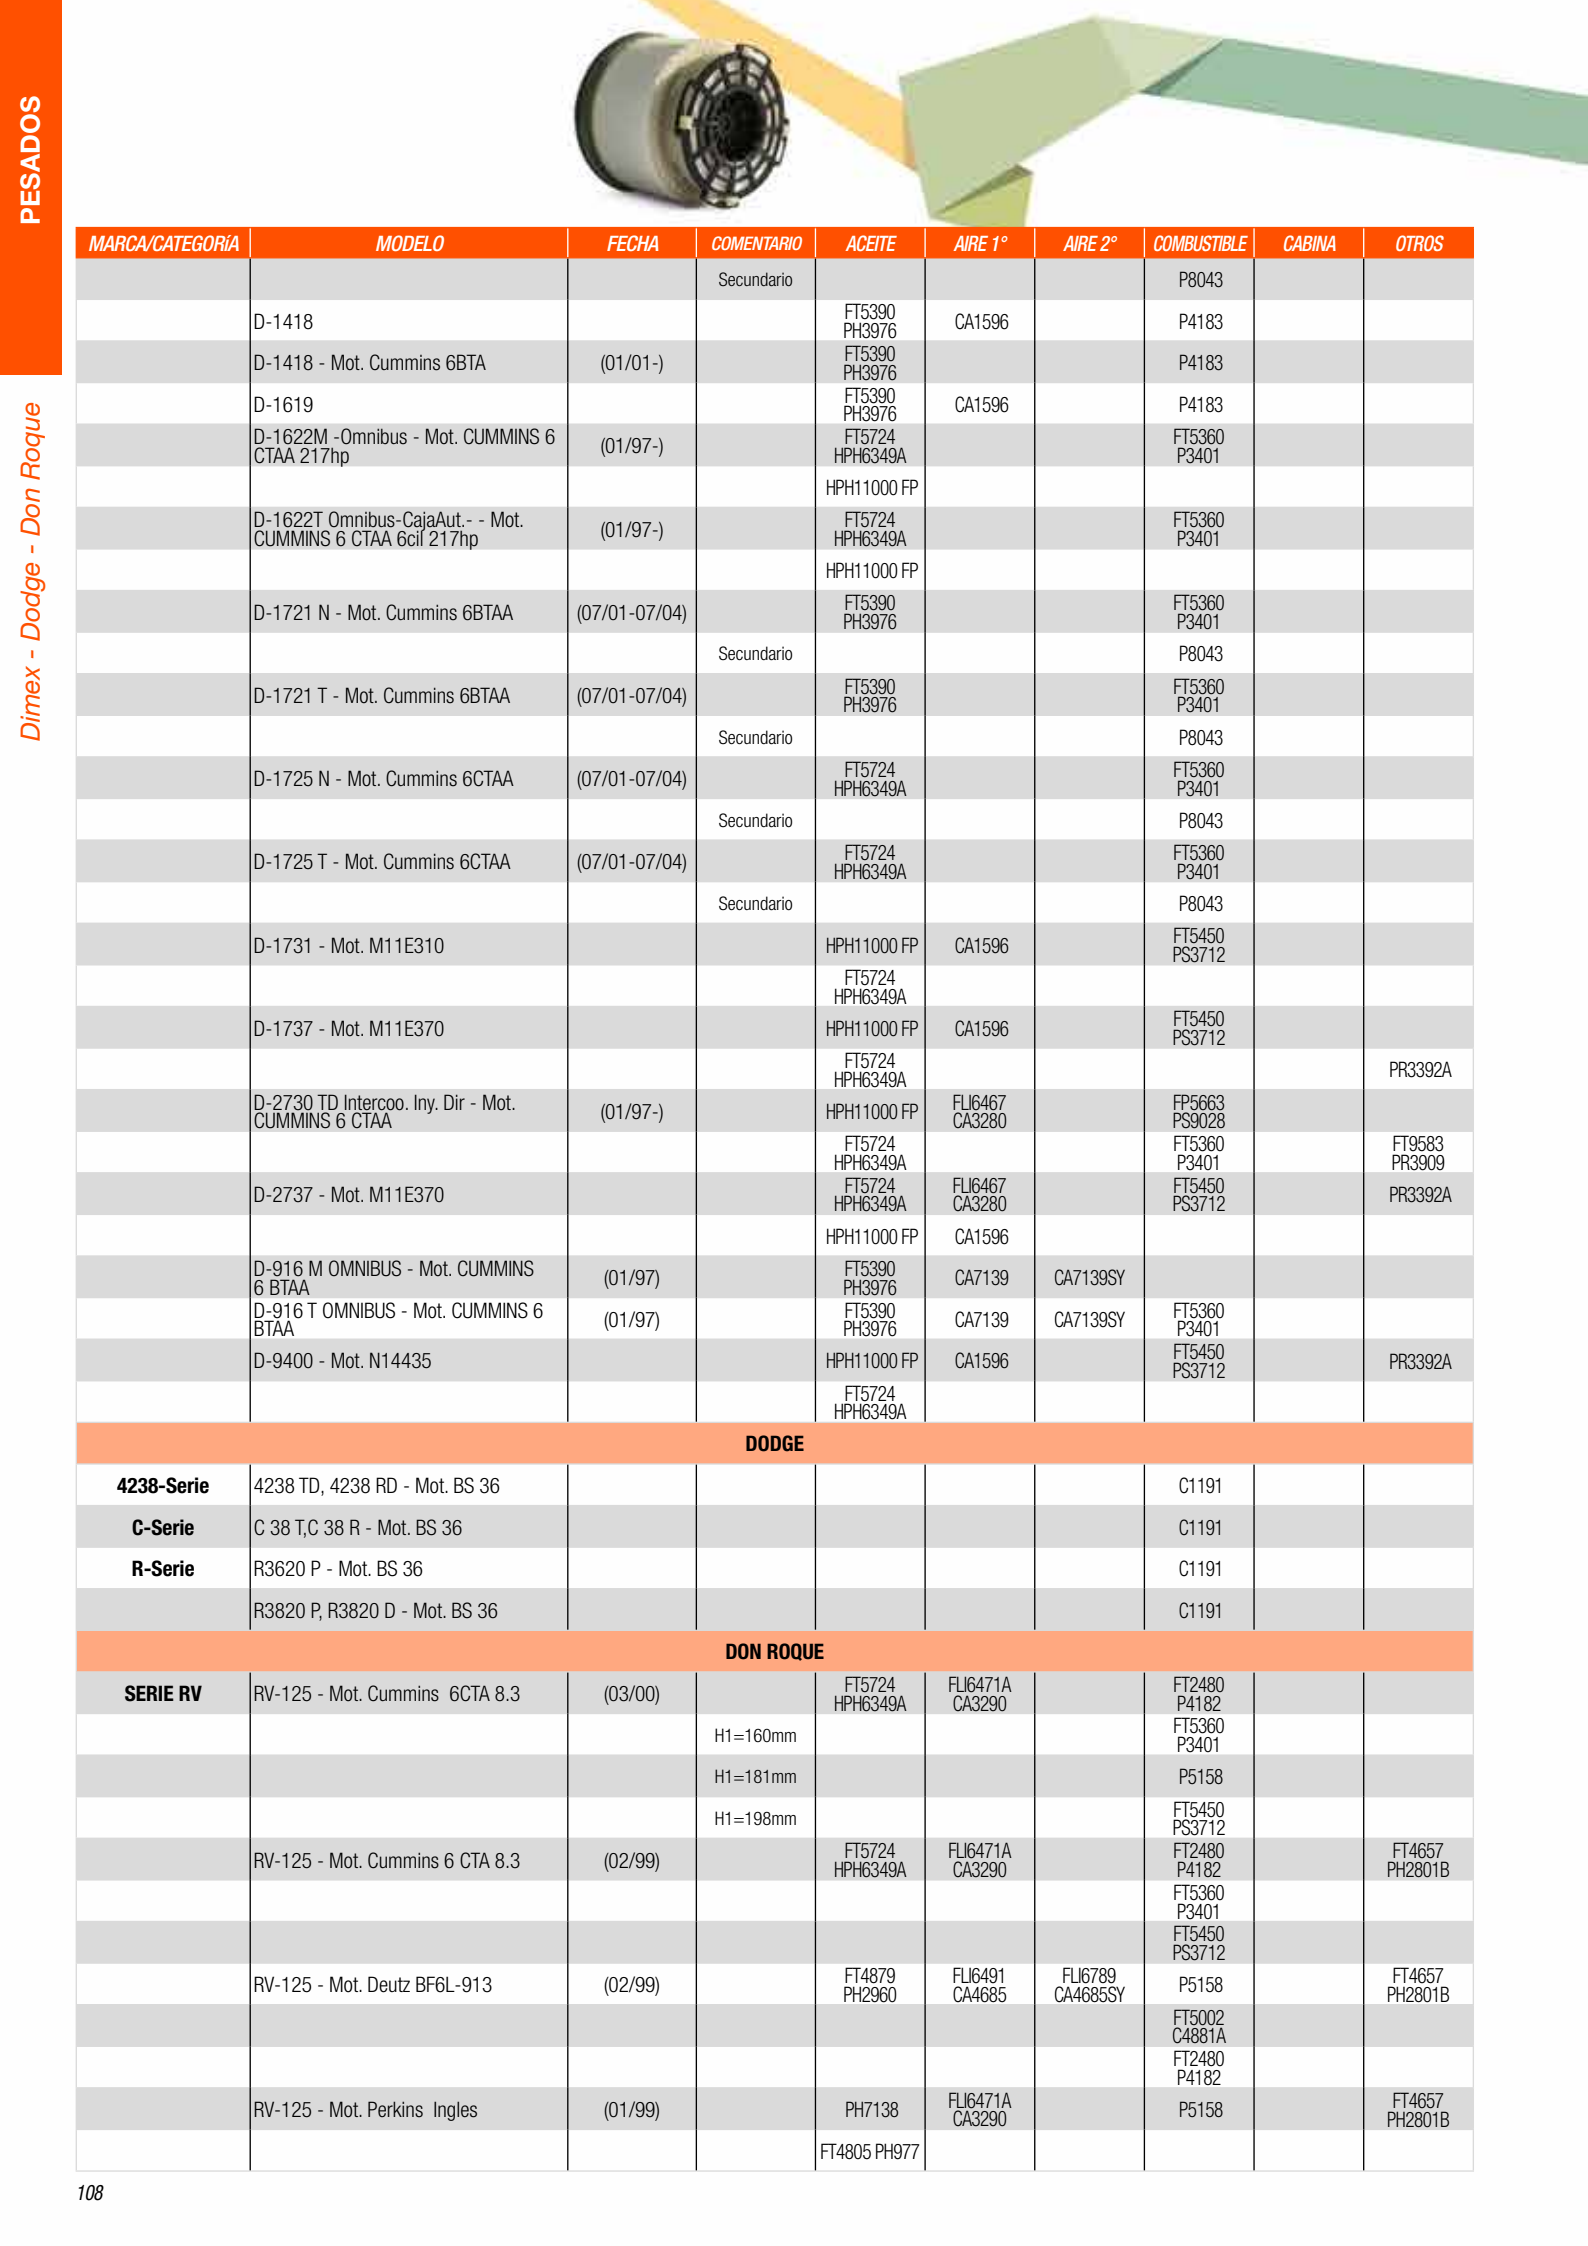 PESADOS
Dimex - Dodge - Don Roque
MARCA/CATEGORíA MODELO FECHA COMENTARIO ACEITE AIRE 1° AIRE 2° COMBUSTIBLE CABINA OTROS
Secundario P8043
D-1418 FT5390 PH3976 CA1596 P4183
D-1418 - Mot. Cummins 6BTA (01/01-) FT5390 PH3976 P4183
D-1619 FT5390 PH3976 CA1596 P4183
D-1622M -Omnibus - Mot. CUMMINS 6 CTAA 217hp (01/97-) FT5724 HPH6349A FT5360 P3401
HPH11000 FP
D-1622T Omnibus-CajaAut.- - Mot. CUMMINS 6 CTAA 6cil 217hp (01/97-) FT5724 HPH6349A FT5360 P3401
HPH11000 FP
D-1721 N - Mot. Cummins 6BTAA (07/01-07/04) FT5390 PH3976 FT5360 P3401
Secundario P8043
D-1721 T - Mot. Cummins 6BTAA (07/01-07/04) FT5390 PH3976 FT5360 P3401
Secundario P8043
D-1725 N - Mot. Cummins 6CTAA (07/01-07/04) FT5724 HPH6349A FT5360 P3401
Secundario P8043
D-1725 T - Mot. Cummins 6CTAA (07/01-07/04) FT5724 HPH6349A FT5360 P3401
Secundario P8043
D-1731 - Mot. M11E310 HPH11000 FP CA1596 FT5450 PS3712
FT5724 HPH6349A
D-1737 - Mot. M11E370 HPH11000 FP CA1596 FT5450 PS3712
FT5724 HPH6349A PR3392A
D-2730 TD Intercoo. Iny. Dir - Mot. CUMMINS 6 CTAA (01/97-) HPH11000 FP FLI6467 CA3280 FP5663 PS9028
FT5724 HPH6349A FT5360 P3401 FT9583 PR3909
D-2737 - Mot. M11E370 FT5724 HPH6349A FLI6467 CA3280 FT5450 PS3712 PR3392A
HPH11000 FP CA1596
D-916 M OMNIBUS - Mot. CUMMINS 6 BTAA (01/97) FT5390 PH3976 CA7139 CA7139SY
D-916 T OMNIBUS - Mot. CUMMINS 6 BTAA (01/97) FT5390 PH3976 CA7139 CA7139SY FT5360 P3401
D-9400 - Mot. N14435 HPH11000 FP CA1596 FT5450 PS3712 PR3392A
FT5724 HPH6349A
DODGE
4238-Serie 4238 TD, 4238 RD - Mot. BS 36 C1191
C-Serie C 38 T,C 38 R - Mot. BS 36 C1191
R-Serie R3620 P - Mot. BS 36 C1191
R3820 P, R3820 D - Mot. BS 36 C1191
DON ROQUE
SERIE RV RV-125 - Mot. Cummins 6CTA 8.3 (03/00) FT5724 HPH6349A FLI6471A CA3290 FT2480 P4182
H1=160mm FT5360 P3401
H1=181mm P5158
H1=198mm FT5450 PS3712
RV-125 - Mot. Cummins 6 CTA 8.3 (02/99) FT5724 HPH6349A FLI6471A CA3290 FT2480 P4182 FT4657 PH2801B
FT5360 P3401
FT5450 PS3712
RV-125 - Mot. Deutz BF6L-913 (02/99) FT4879 PH2960 FLI6491 CA4685 FLI6789 CA4685SY P5158 FT4657 PH2801B
FT5002 C4881A
FT2480 P4182
RV-125 - Mot. Perkins Ingles (01/99) PH7138 FLI6471A CA3290 P5158 FT4657 PH2801B
FT4805 PH977
108